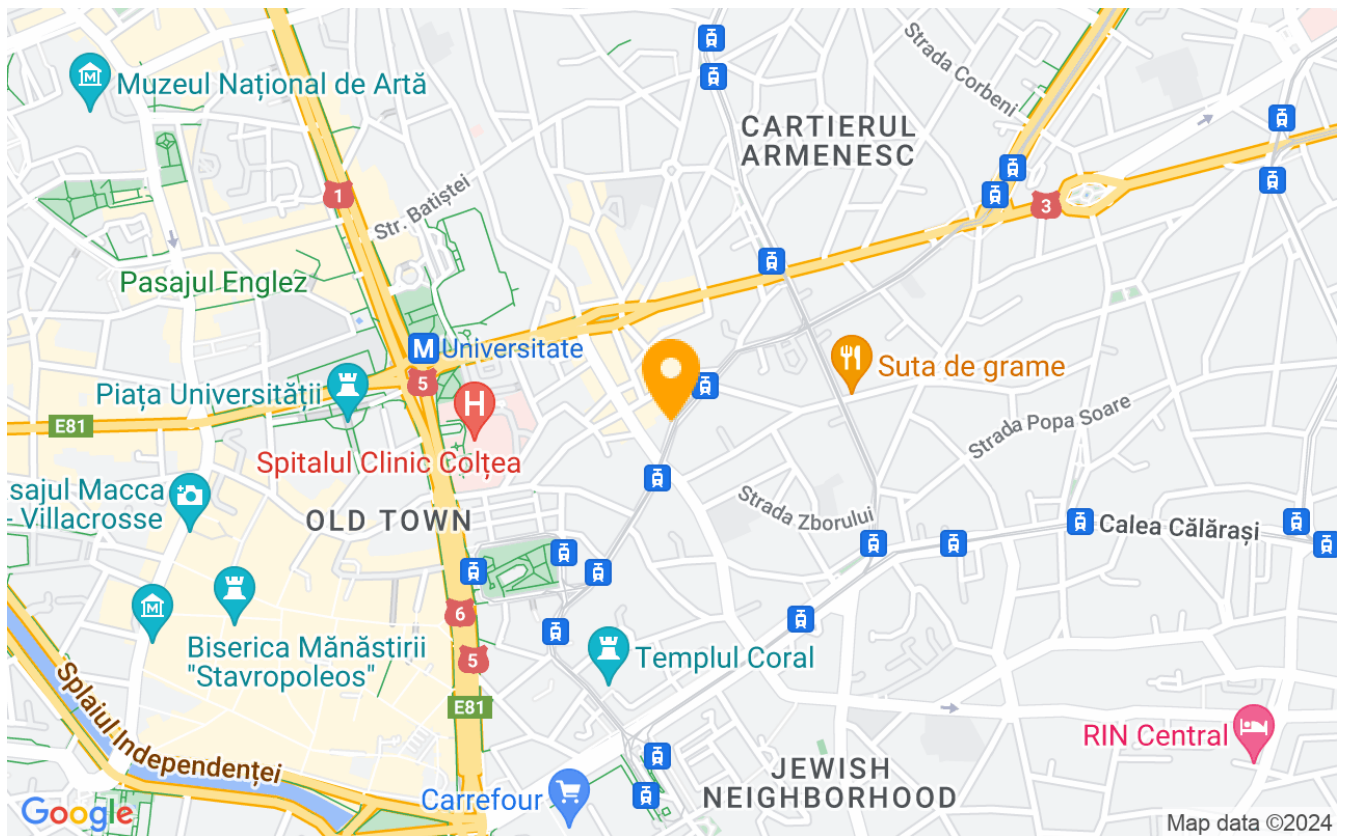 Strada Corbeni
Muzeul Național de Artă
CARTIERUL
ARMENESC
1
3
Str. Batiștei
Pasajul Englez
M Universitate
Suta de grame
5
Piața Universității
H
E81
Strada Popa Soare
Spitalul Clinic Colțea
sajul Macca
- Villacrosse
OLD TOWN
Strada Zborului
Calea Călărași
6
Biserica Mănăstirii
"Stavropoleos"
5
Templul Coral
E81
Splaiul Independenței
RIN Central
JEWISH
NEIGHBORHOOD
Carrefour
Google
Map data ©2024